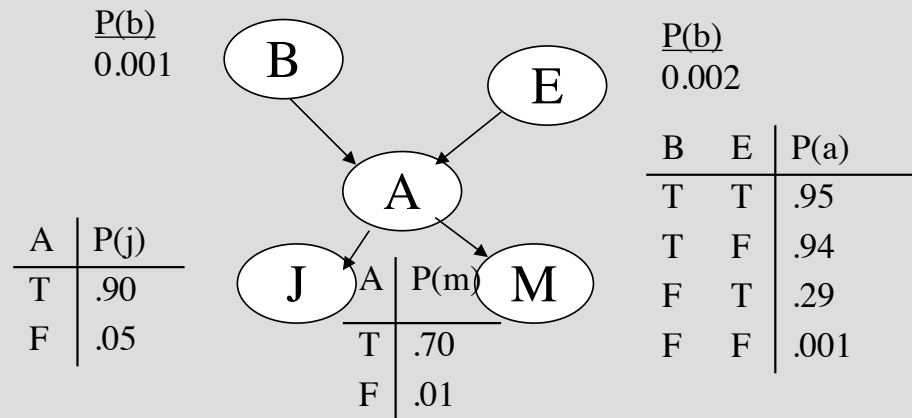 P(b)
0.001
B
E
P(b)
0.002
B E P(a)
T T .95
T F .94
F T .29
F F .001
A
A P(j)
T .90
F .05
J
A P(m)
T .70
F .01
M